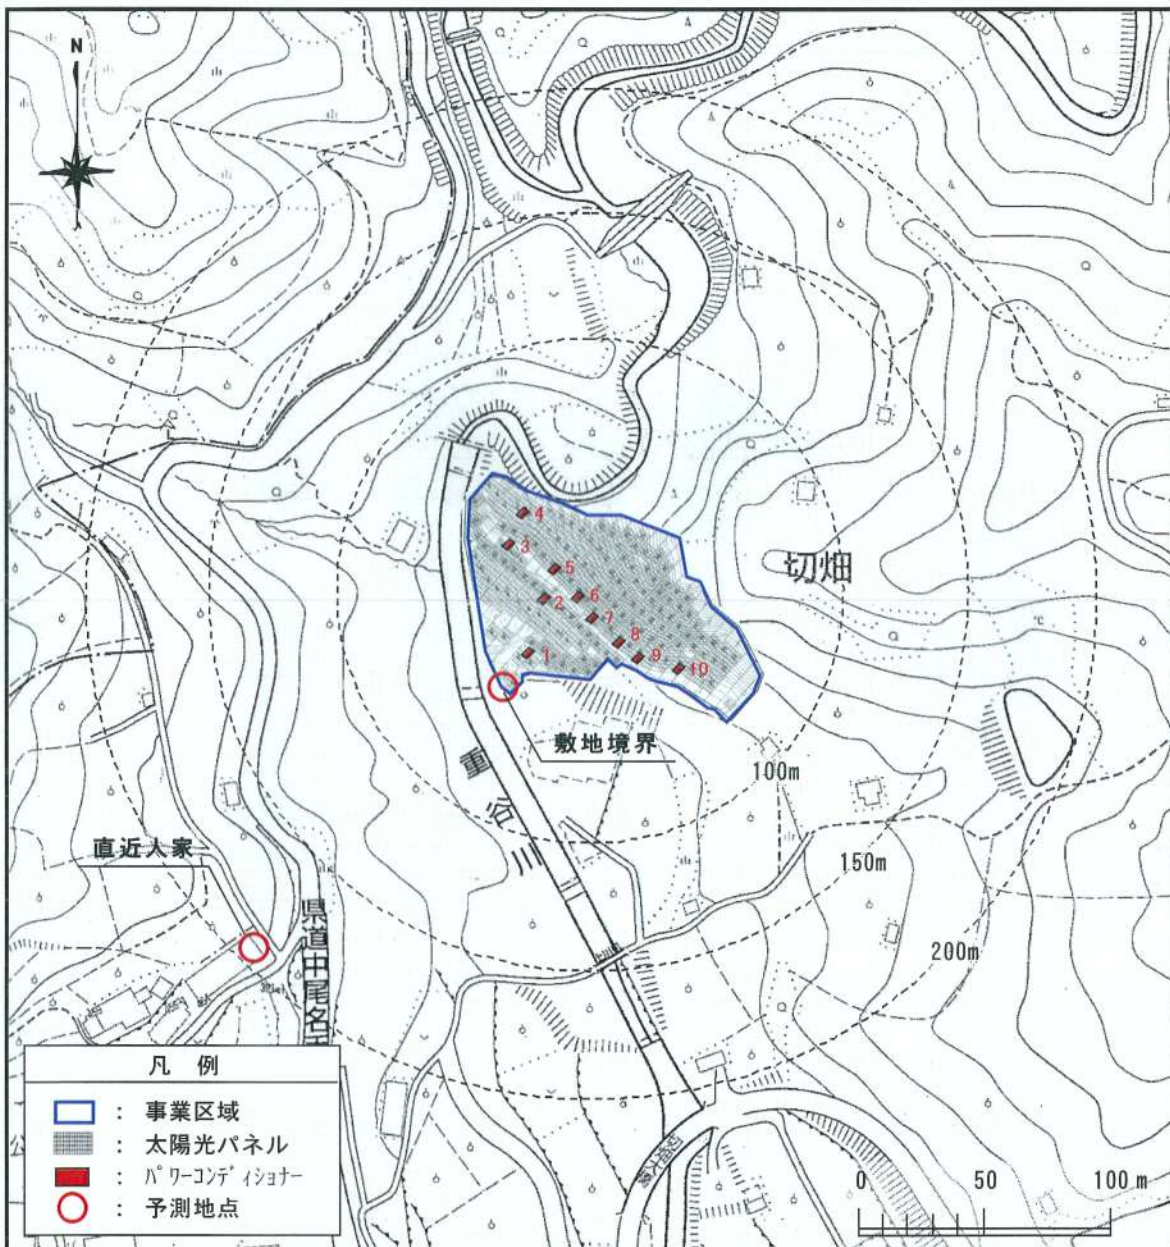 N
4
3
5
2
6
7
8
1
9
10
切畑
敷地境界
100m
重谷川
直近人家
150m
200m
県道中尾名手
凡 例
: 事業区域
: 太陽光パネル
: パワーコンディショナー
: 予測地点
0 50 100 m